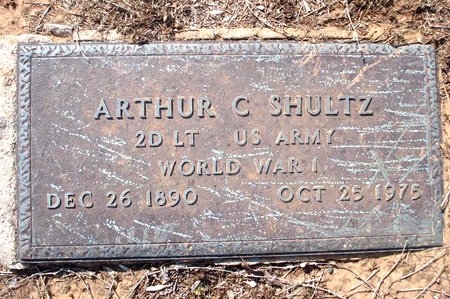 ARTHUR C SHULTZ
2D LT US ARMY
WORLD WAR I
DEC 26 1890 OCT 25 1975